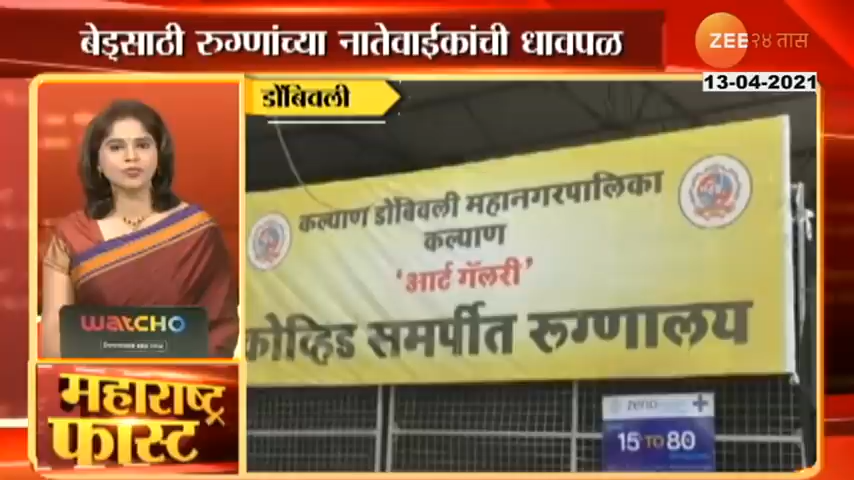 बेड्साठी रुग्णांच्या नातेवाईकांची धावपळ
ZEE २४ तास
13-04-2021
डोंबिवली
कल्याण डोंबिवली महानगरपालिका
कल्याण
'आर्ट गॅलरी'
कोव्हिड समर्पीत रुग्णालय
WATCHO
महाराष्ट्र
फास्ट
zeno
15 TO 80